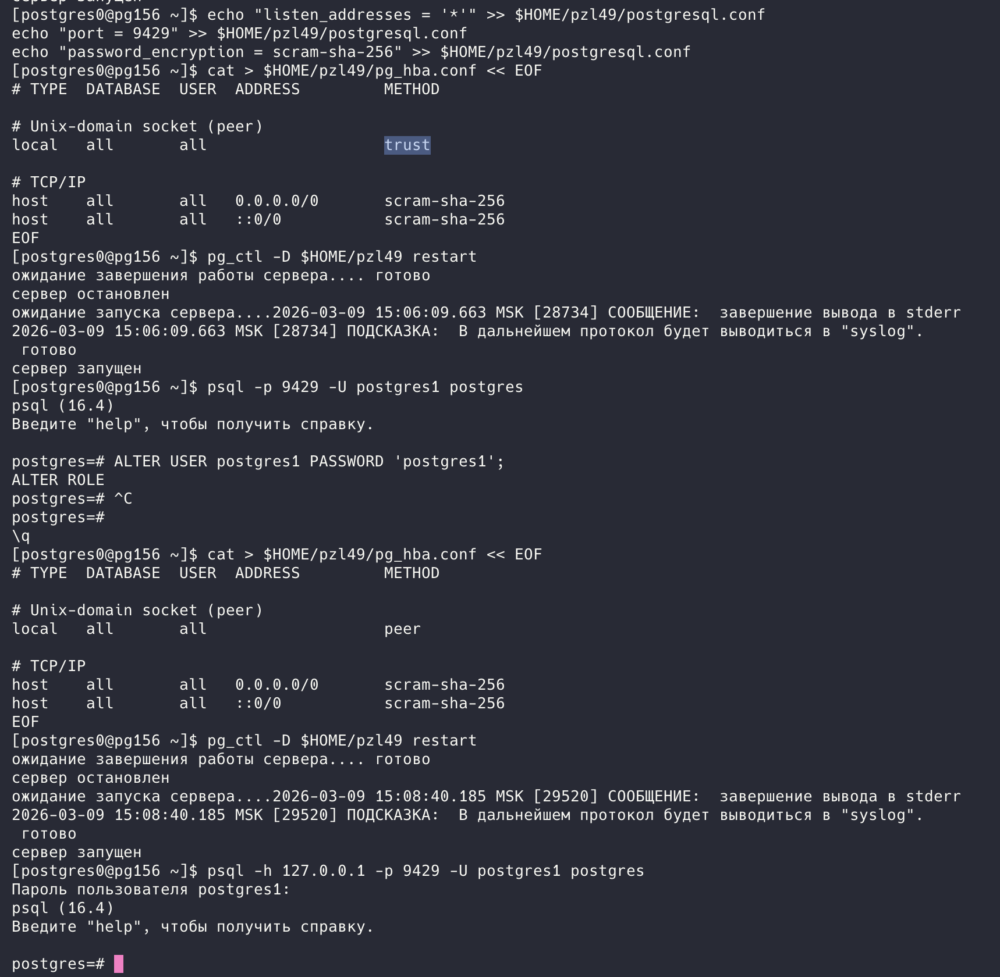 сервер запущен
[postgres0@pg156 ~]$ echo "listen_addresses = '*'" >> $HOME/pzl49/postgresql.conf
echo "port = 9429" >> $HOME/pzl49/postgresql.conf
echo "password_encryption = scram-sha-256" >> $HOME/pzl49/postgresql.conf
[postgres0@pg156 ~]$ cat > $HOME/pzl49/pg_hba.conf << EOF
# TYPE  DATABASE  USER  ADDRESS         METHOD
# Unix-domain socket (peer)
local   all       all                   trust
# TCP/IP
host    all       all   0.0.0.0/0       scram-sha-256
host    all       all   ::0/0           scram-sha-256
EOF
[postgres0@pg156 ~]$ pg_ctl -D $HOME/pzl49 restart
ожидание завершения работы сервера.... готово
сервер остановлен
ожидание запуска сервера....2026-03-09 15:06:09.663 MSK [28734] СООБЩЕНИЕ:  завершение вывода в stderr
2026-03-09 15:06:09.663 MSK [28734] ПОДСКАЗКА:  В дальнейшем протокол будет выводиться в "syslog".
 готово
сервер запущен
[postgres0@pg156 ~]$ psql -p 9429 -U postgres1 postgres
psql (16.4)
Введите "help", чтобы получить справку.
postgres=# ALTER USER postgres1 PASSWORD 'postgres1';
ALTER ROLE
postgres=# ^C
postgres=#
\q
[postgres0@pg156 ~]$ cat > $HOME/pzl49/pg_hba.conf << EOF
# TYPE  DATABASE  USER  ADDRESS         METHOD
# Unix-domain socket (peer)
local   all       all                   peer
# TCP/IP
host    all       all   0.0.0.0/0       scram-sha-256
host    all       all   ::0/0           scram-sha-256
EOF
[postgres0@pg156 ~]$ pg_ctl -D $HOME/pzl49 restart
ожидание завершения работы сервера.... готово
сервер остановлен
ожидание запуска сервера....2026-03-09 15:08:40.185 MSK [29520] СООБЩЕНИЕ:  завершение вывода в stderr
2026-03-09 15:08:40.185 MSK [29520] ПОДСКАЗКА:  В дальнейшем протокол будет выводиться в "syslog".
 готово
сервер запущен
[postgres0@pg156 ~]$ psql -h 127.0.0.1 -p 9429 -U postgres1 postgres
Пароль пользователя postgres1:
psql (16.4)
Введите "help", чтобы получить справку.
postgres=#